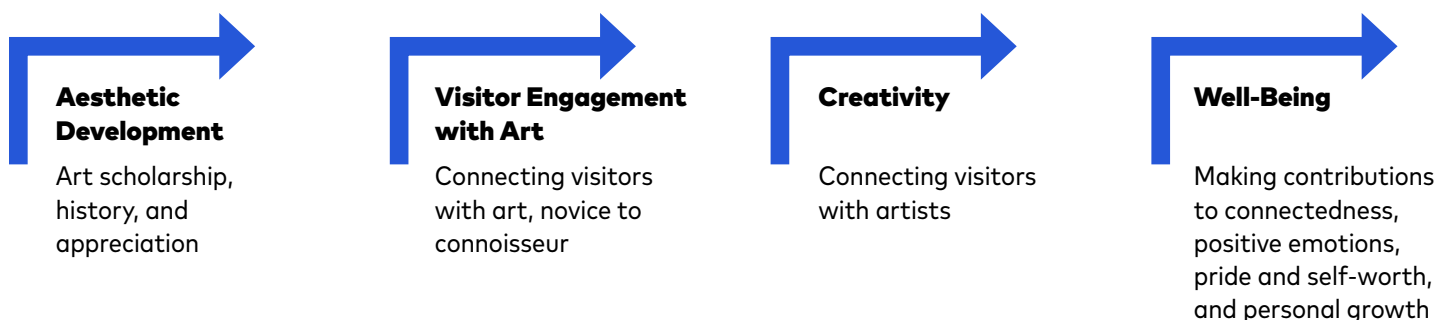 Aesthetic
Development
Art scholarship,
history, and
appreciation
Visitor Engagement
with Art
Connecting visitors
with art, novice to
connoisseur
Creativity
Connecting visitors
with artists
Well-Being
Making contributions
to connectedness,
positive emotions,
pride and self-worth,
and personal growth